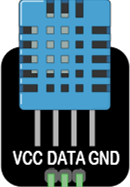 VCC DATA GND